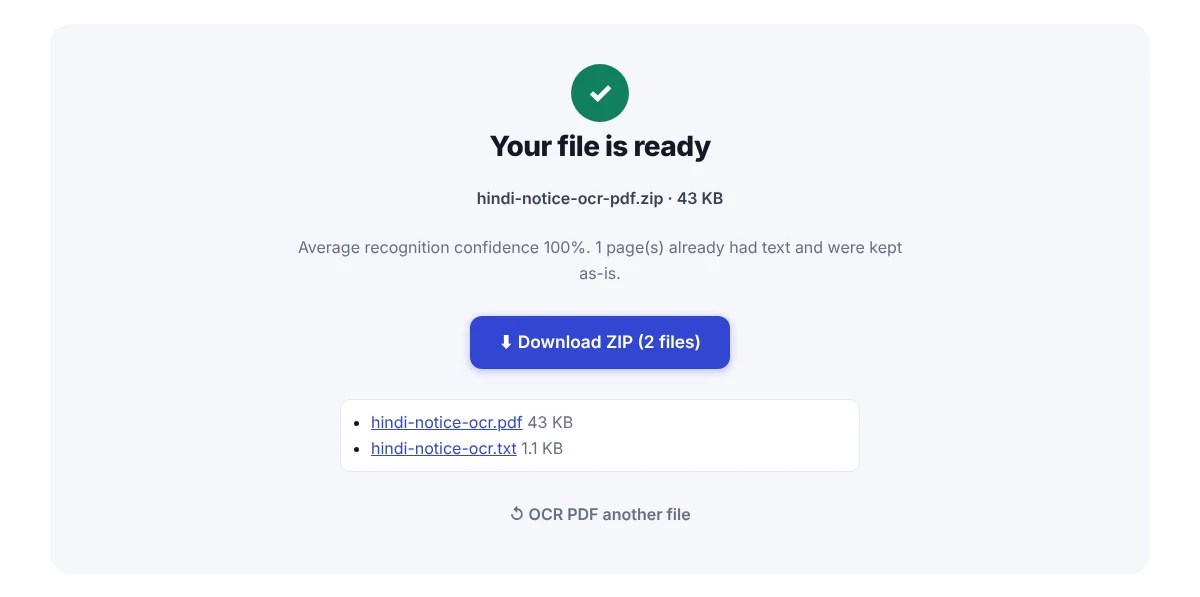 Your file is ready
hindi-notice-ocr-pdf.zip · 43 KB
Average recognition confidence 100%. 1 page(s) already had text and were kept
as-is.
⬇ Download ZIP (2 files)
• hindi-notice-ocr.pdf 43 KB
• hindi-notice-ocr.txt 1.1 KB
↺ OCR PDF another file